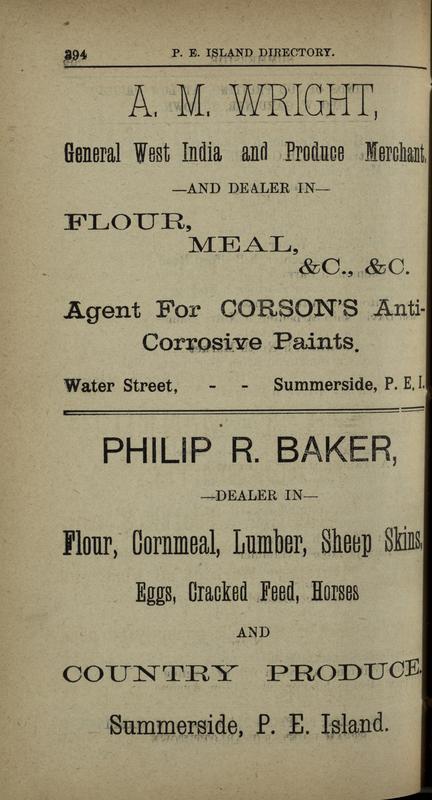 394
P. E. ISLAND DIRECTORY.
A. M. WRIGHT,
General West India and Produce Merchant,
—AND DEALER IN—
FLOUR,
MEAL,
&C., &C.
Agent For CORSON'S Anti-
Corrosive Paints.
Water Street, - - Summerside, P. E. I.
PHILIP R. BAKER,
—DEALER IN—
Flour, Cornmeal, Lumber, Sheep Skins,
Eggs, Cracked Feed, Horses
AND
COUNTRY PRODUCE.
Summerside, P. E. Island.